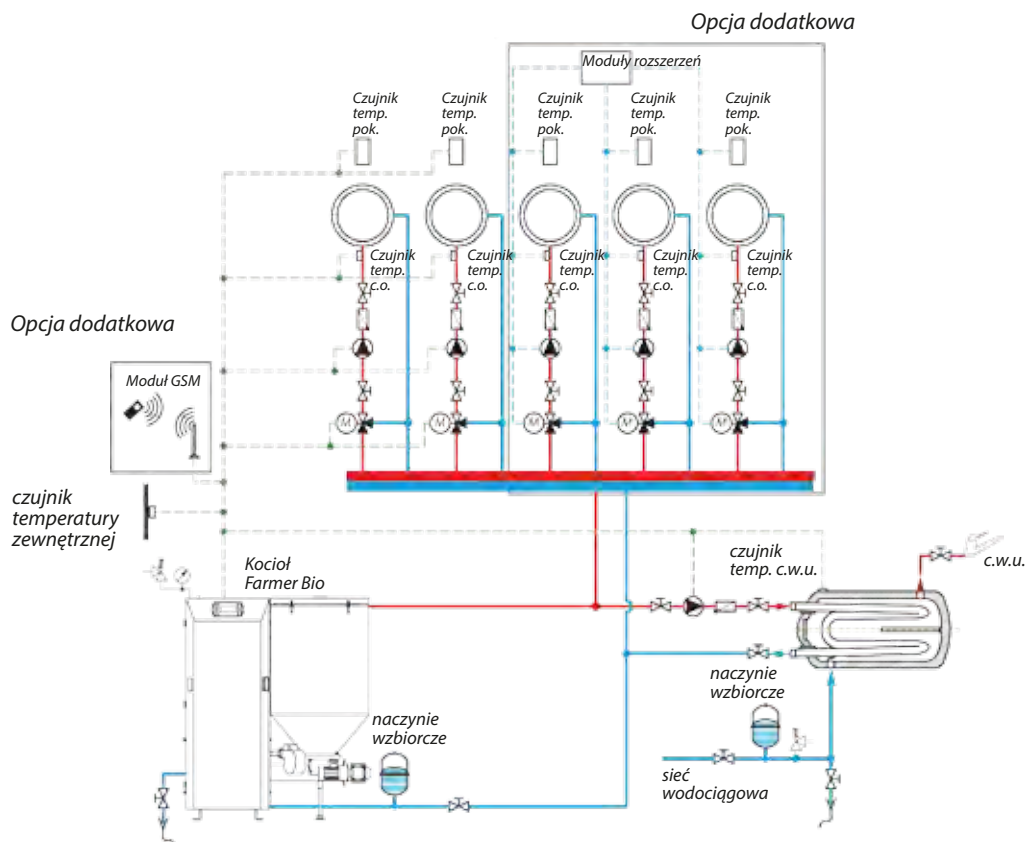 Opcja dodatkowa
Moduły rozszerzeń
Czujnik
temp.
pok.
Czujnik
temp.
pok.
Czujnik
temp.
pok.
Czujnik
temp.
pok.
Czujnik
temp.
pok.
Czujnik
temp.
c.o.
Czujnik
temp.
c.o.
Czujnik
temp.
c.o.
Czujnik
temp.
c.o.
Czujnik
temp.
c.o.
Opcja dodatkowa
Moduł GSM
M
M
M
M
M
czujnik
temperatury
zewnętrznej
Kocioł
Farmer Bio
czujnik
temp. c.w.u.
c.w.u.
naczynie
wzbiorcze
naczynie
wzbiorcze
sieć
wodociągowa